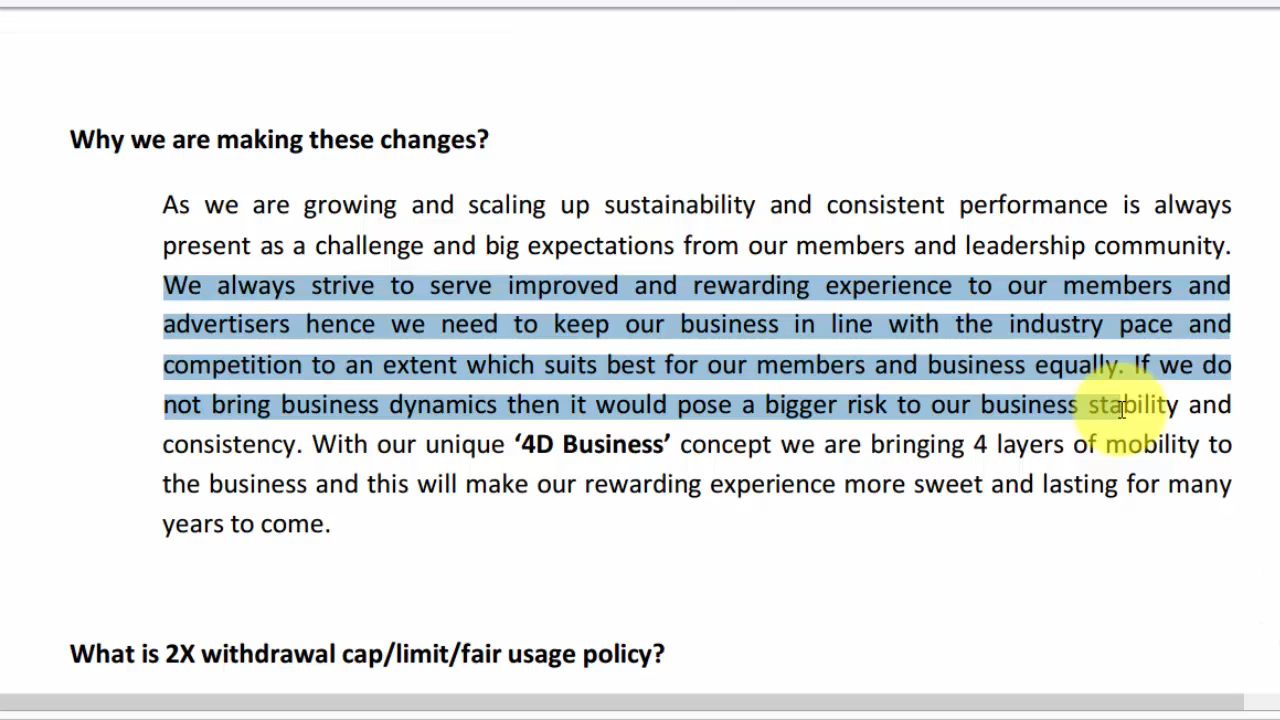 Why we are making these changes?
As we are growing and scaling up sustainability and consistent performance is always
present as a challenge and big expectations from our members and leadership community.
We always strive to serve improved and rewarding experience to our members and
advertisers hence we need to keep our business in line with the industry pace and
competition to an extent which suits best for our members and business equally. If we do
not bring business dynamics then it would pose a bigger risk to our business stability and
consistency. With our unique ‘4D Business’ concept we are bringing 4 layers of mobility to
the business and this will make our rewarding experience more sweet and lasting for many
years to come.
What is 2X withdrawal cap/limit/fair usage policy?